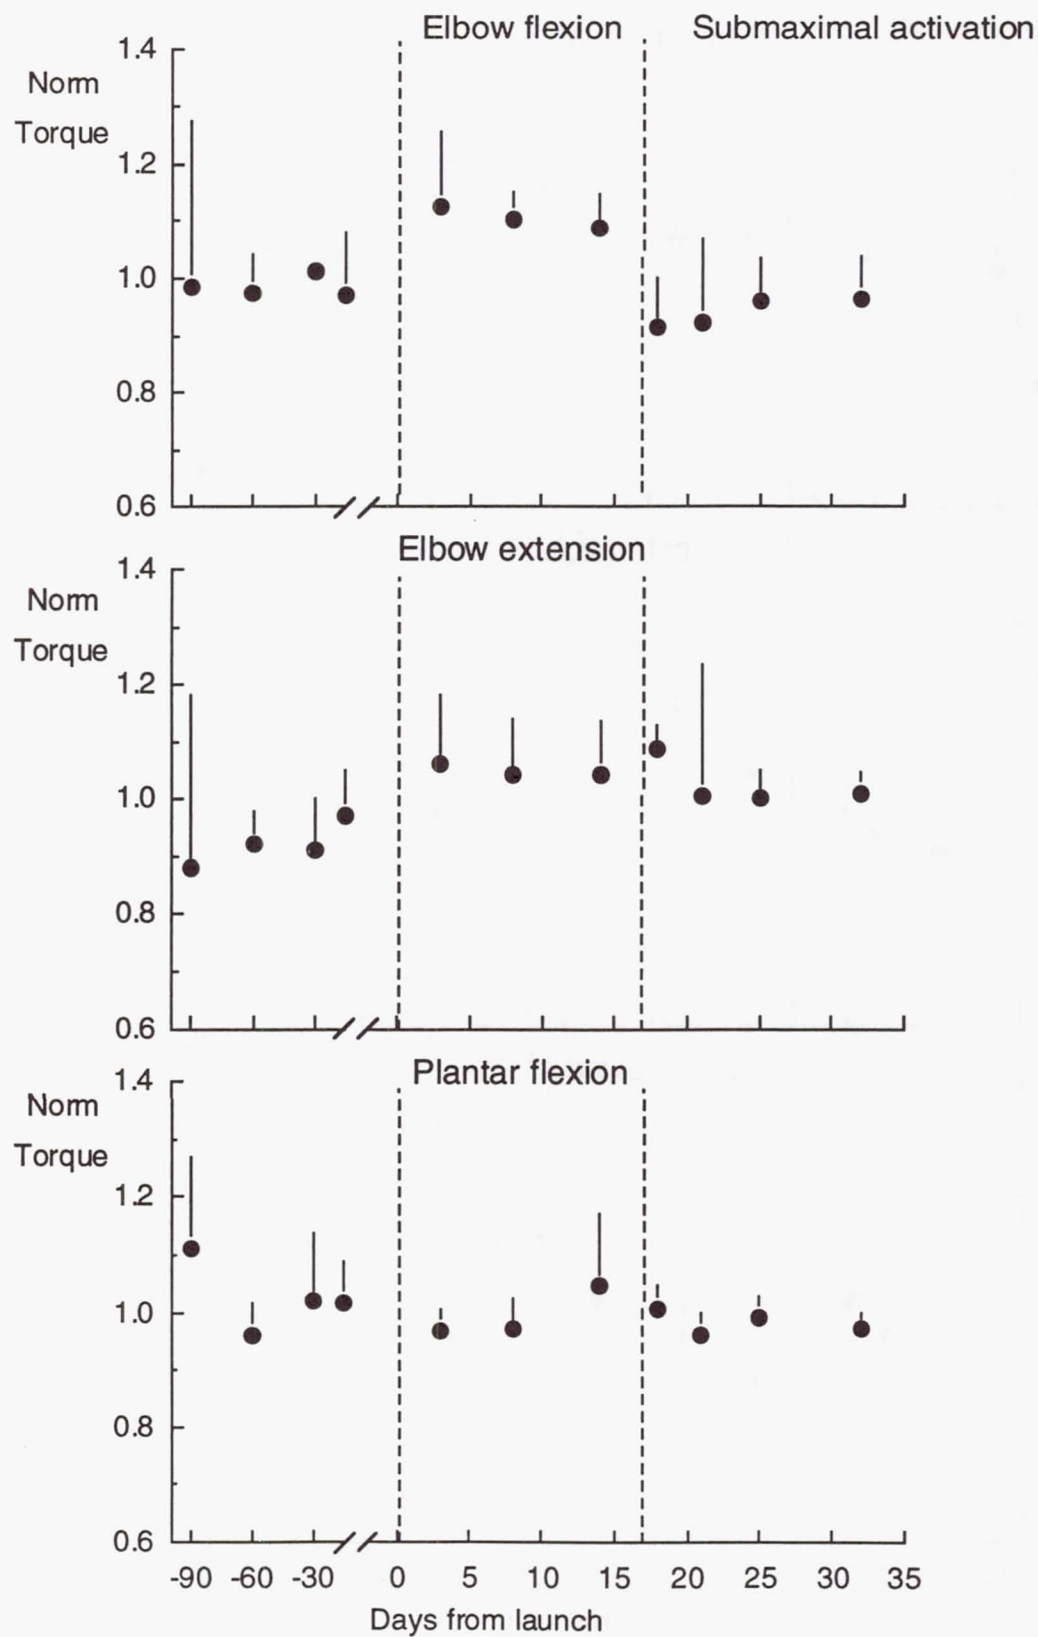 Elbow flexion Submaximal activation
1.4
Norm
Torque
1.2
1.0
0.8
0.6
Elbow extension
1.4
Norm
Torque
1.2
1.0
0.8
0.6
Plantar flexion
1.4
Norm
Torque
1.2
1.0
0.8
0.6
-90 -60 -30 0 5 10 15 20 25 30 35
Days from launch